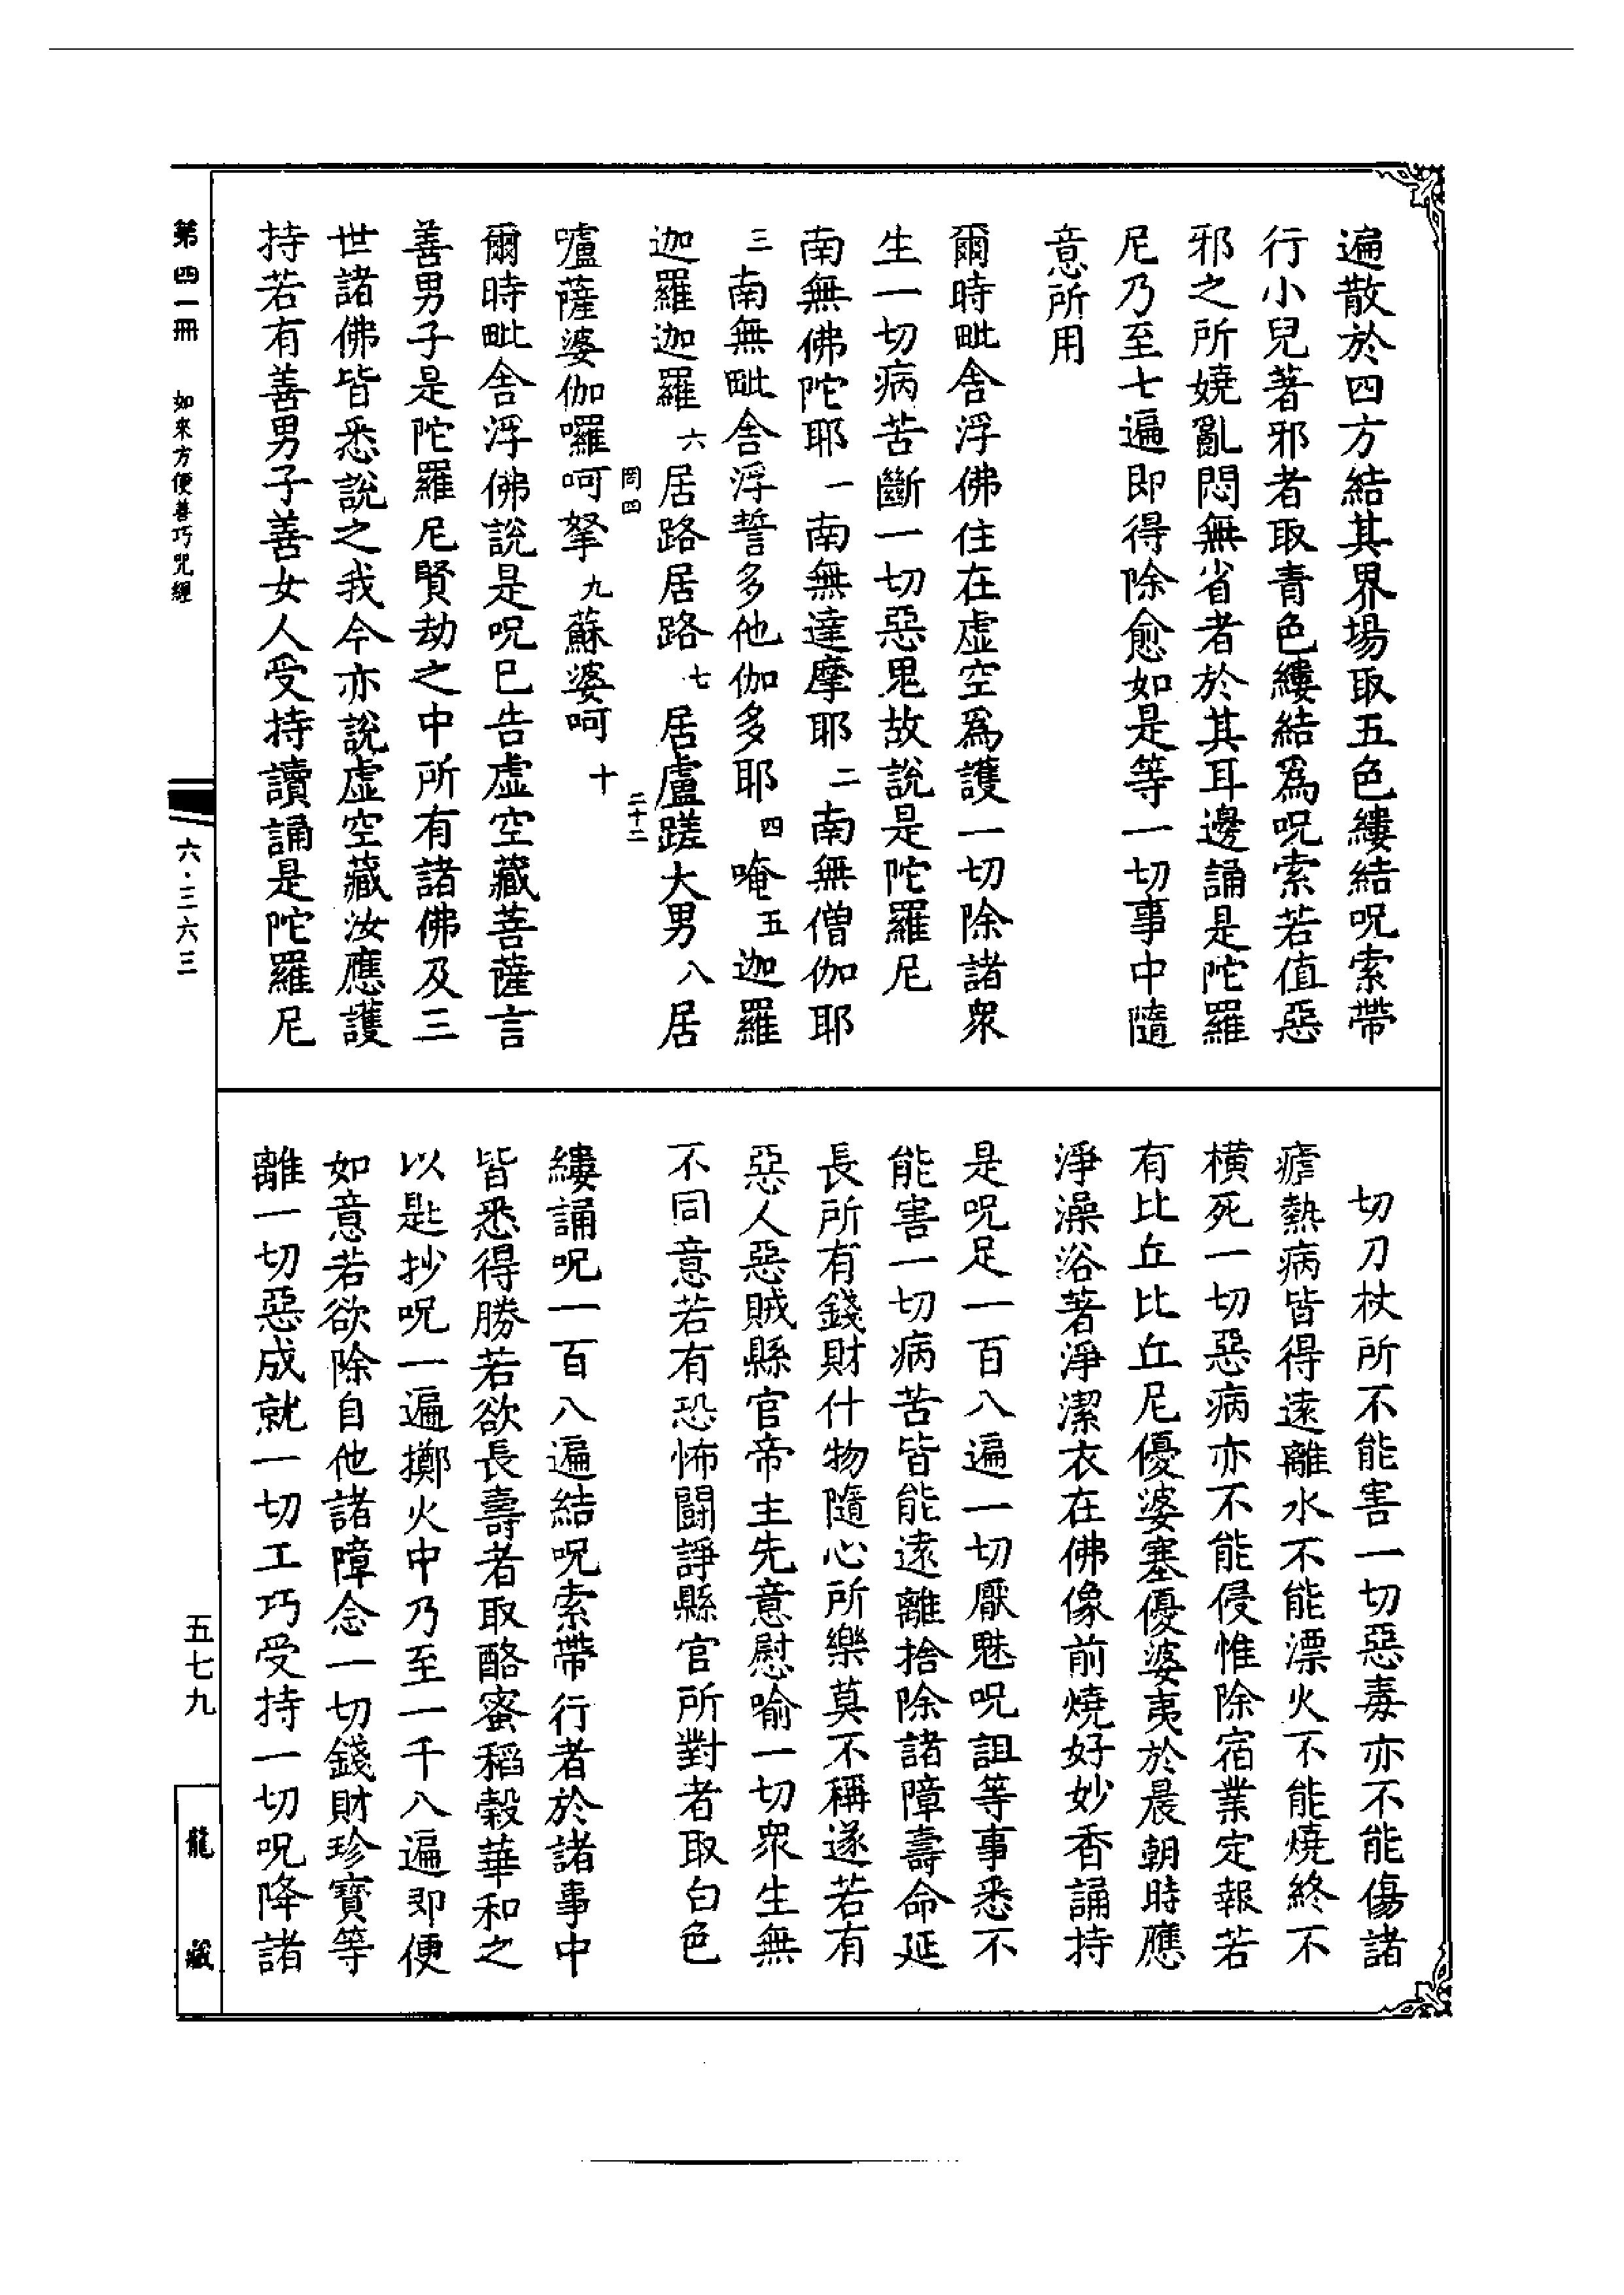 遍散於四方結其界場取五色縷結呪索帶
行小兒著邪者取青色縷結爲呪索若值惡
邪之所嬈亂悶無省者於其耳邊誦是陀羅
尼乃至七遍即得除愈如是等一切事中隨
意所用
爾時毗舍浮佛住在虛空爲護一切除諸衆
生一切病苦斷一切惡鬼故說是陀羅尼
南無佛陀耶一南無達摩耶二南無僧伽耶
三南無毗舍浮誓多他伽多耶四唵五迦羅
迦羅迦羅六居路居路七居盧蹉大男八居
罔四 二十二
嚧薩婆伽囉呵拏九蘇婆呵十
爾時毗舍浮佛說是呪已告虛空藏菩薩言
善男子是陀羅尼賢劫之中所有諸佛及三
世諸佛皆悉說之我今亦說虛空藏汝應護
持若有善男子善女人受持讀誦是陀羅尼
切刀杖所不能害一切惡毒亦不能傷諸
瘧熱病皆得遠離水不能漂火不能燒終不
橫死一切惡病亦不能侵惟除宿業定報若
有比丘比丘尼優婆塞優婆夷於晨朝時應
淨澡浴著淨潔衣在佛像前燒好妙香誦持
是呪足一百八遍一切厭魅呪詛等事悉不
能害一切病苦皆能遠離捨除諸障壽命延
長所有錢財什物隨心所樂莫不稱遂若有
惡人惡賊縣官帝主先意慰喻一切衆生無
不同意若有恐怖鬪諍縣官所對者取白色
縷誦呪一百八遍結呪索帶行者於諸事中
皆悉得勝若欲長壽者取酪蜜稻穀華和之
以匙抄呪一遍擲火中乃至一千八遍即便
如意若欲除自他諸障念一切錢財珍寶等
離一切惡成就一切工巧受持一切呪降諸
第四一冊 如來方便善巧咒經
六·三六三
五七九
龍藏